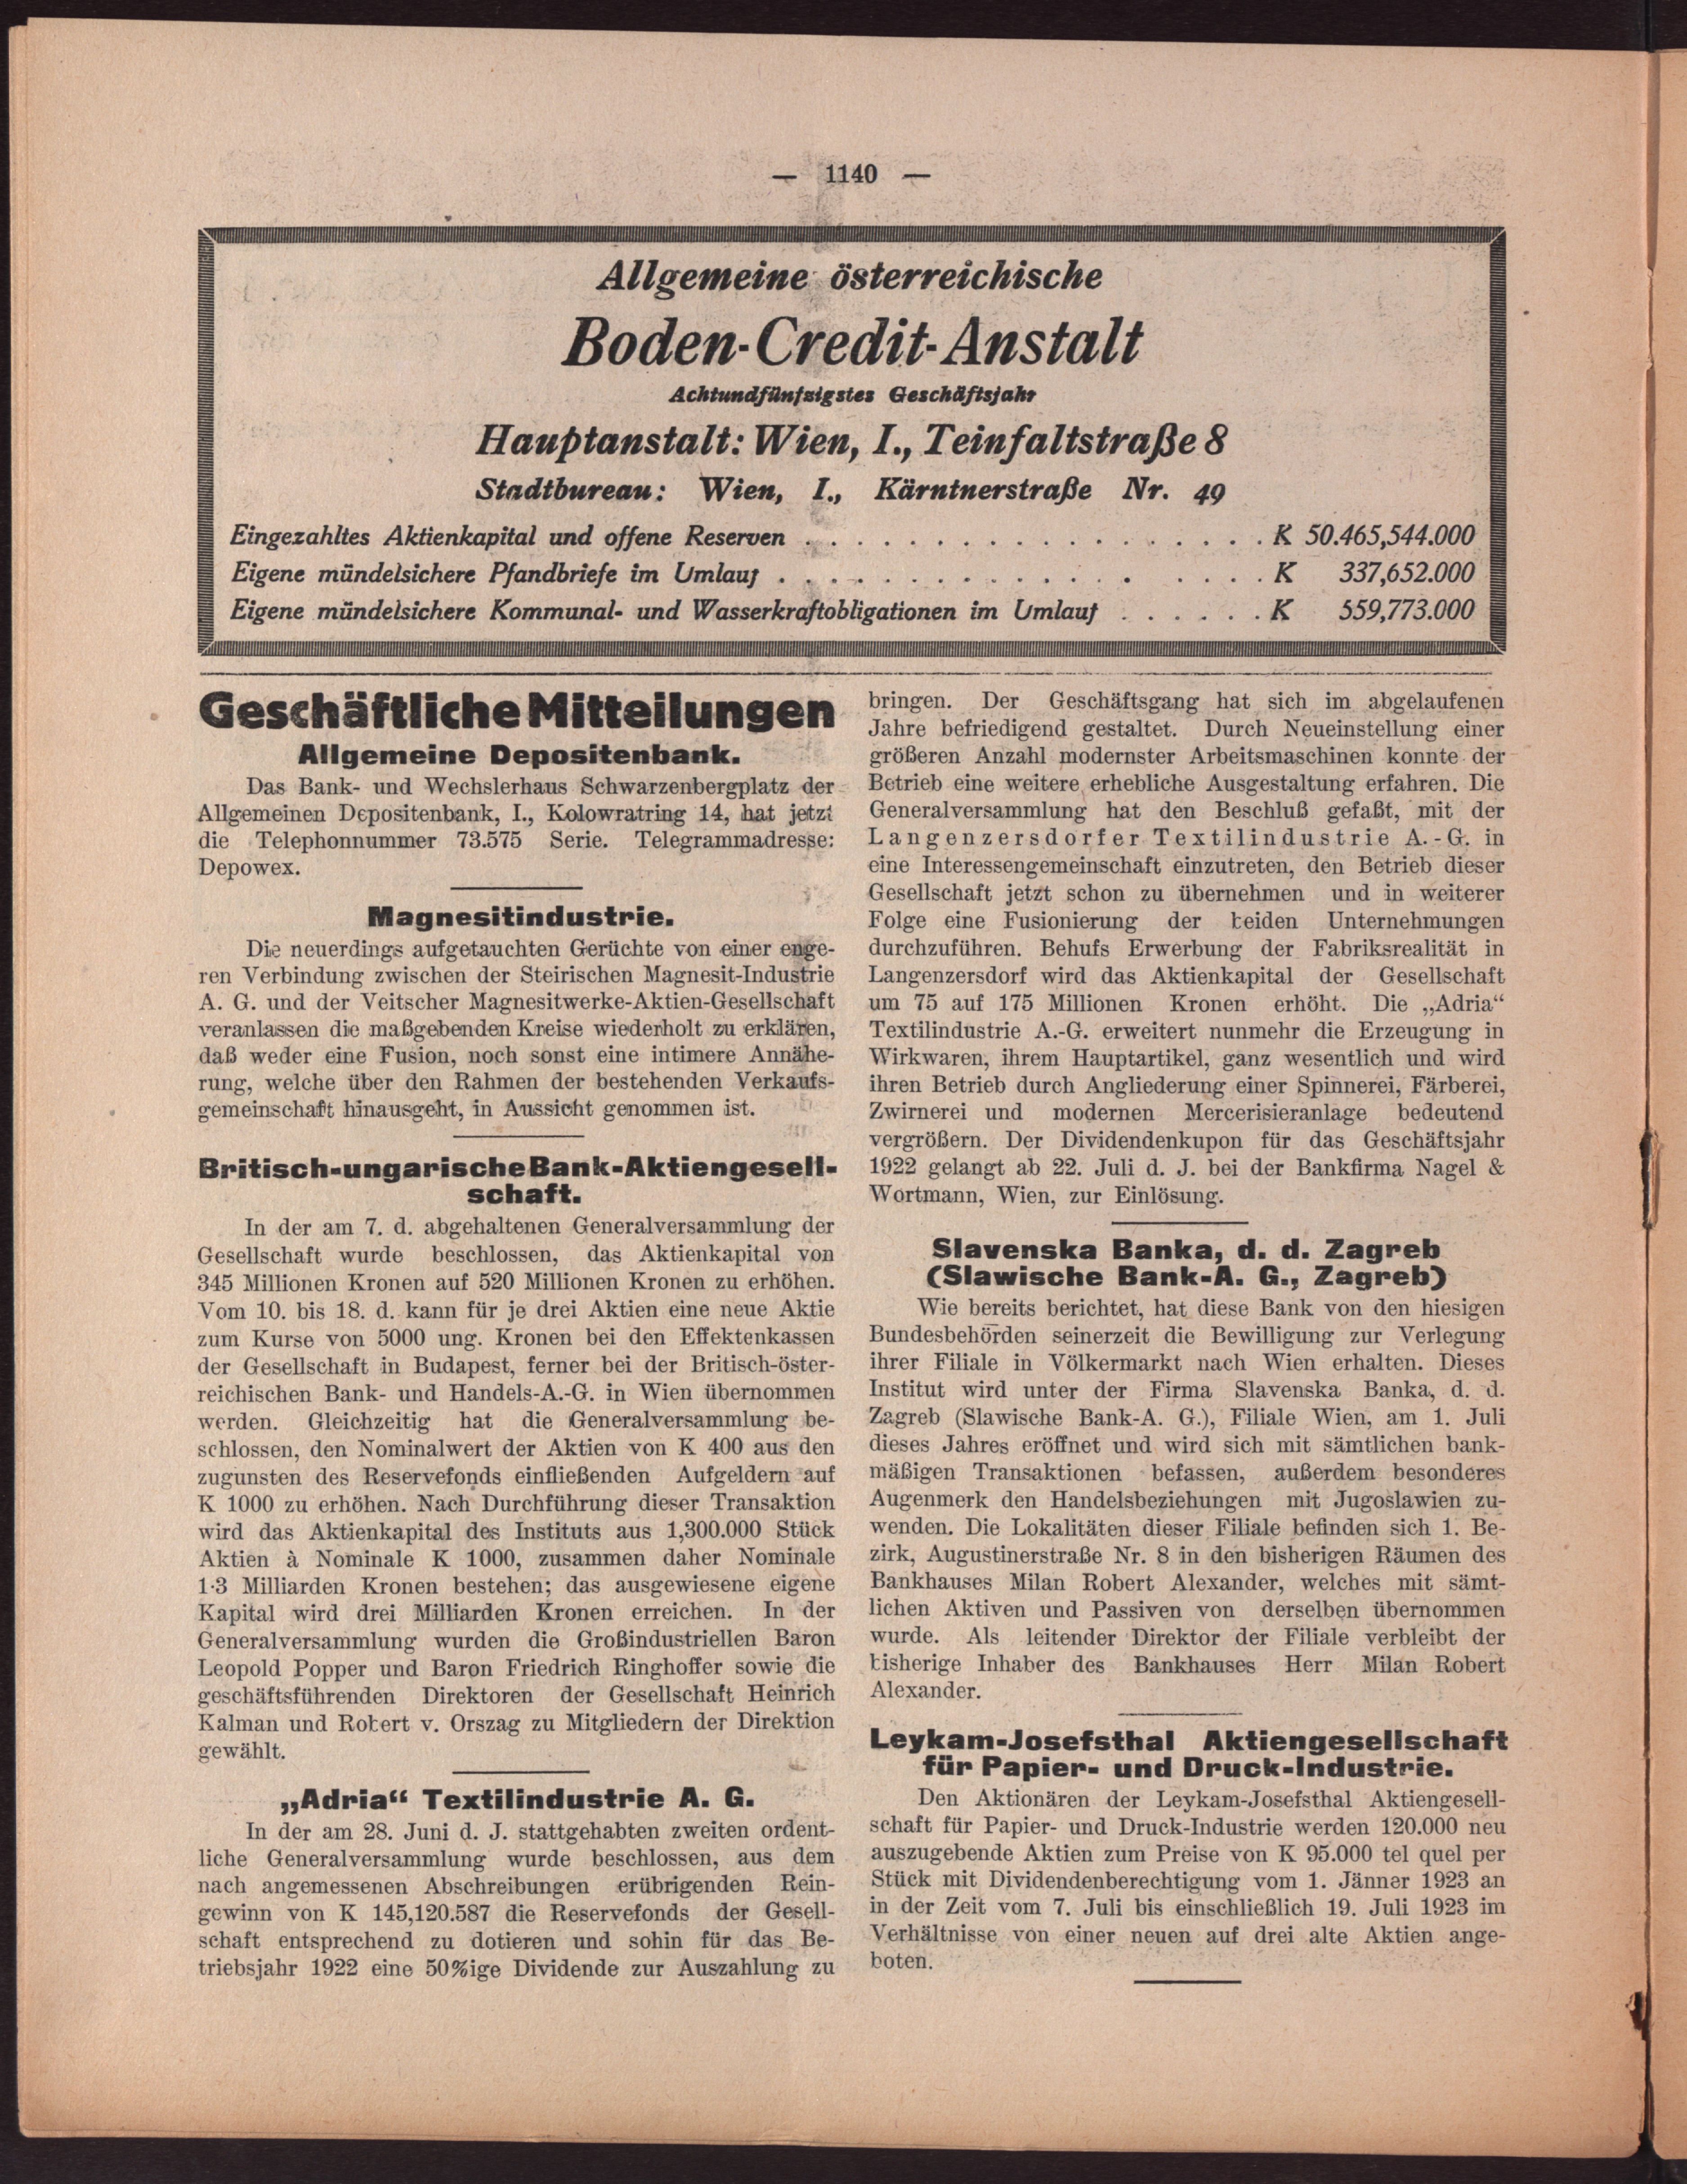 — 1140 —
Allgemeine österreichische
Boden-Credit-Anstalt
Achtundfünfzigstes Geschäftsjahr
Hauptanstalt: Wien, I., Teinfaltstraße 8
Stadtbureau: Wien, I., Kärntnerstraße Nr. 49
Eingezahltes Aktienkapital und offene Reserven . . . . . . . . . . . . . . . . . . K 50.465,544.000
Eigene mündelsichere Pfandbriefe im Umlauf . . . . . . . . . . . . . . . . . . K 337,652.000
Eigene mündelsichere Kommunal- und Wasserkraftobligationen im Umlauf . . . . . . K 559,773.000
Geschäftliche Mitteilungen
Allgemeine Depositenbank.
Das Bank- und Wechslerhaus Schwarzenbergplatz der
Allgemeinen Depositenbank, I., Kolowratring 14, hat jetzt
die Telephonnummer 73.575 Serie. Telegrammadresse:
Depowex.
Magnesitindustrie.
Die neuerdings aufgetauchten Gerüchte von einer enge-
ren Verbindung zwischen der Steirischen Magnesit-Industrie
A. G. und der Veitscher Magnesitwerke-Aktien-Gesellschaft
veranlassen die maßgebenden Kreise wiederholt zu erklären,
daß weder eine Fusion, noch sonst eine intimere Annähe-
rung, welche über den Rahmen der bestehenden Verkaufs-
gemeinschaft hinausgeht, in Aussicht genommen ist.
Britisch-ungarische Bank-Aktiengesell-
schaft.
In der am 7. d. abgehaltenen Generalversammlung der
Gesellschaft wurde beschlossen, das Aktienkapital von
345 Millionen Kronen auf 520 Millionen Kronen zu erhöhen.
Vom 10. bis 18. d. kann für je drei Aktien eine neue Aktie
zum Kurse von 5000 ung. Kronen bei den Effektenkassen
der Gesellschaft in Budapest, ferner bei der Britisch-öster-
reichischen Bank- und Handels-A.-G. in Wien übernommen
werden. Gleichzeitig hat die Generalversammlung be-
schlossen, den Nominalwert der Aktien von K 400 aus den
zugunsten des Reservefonds einfließenden Aufgeldern auf
K 1000 zu erhöhen. Nach Durchführung dieser Transaktion
wird das Aktienkapital des Instituts aus 1,300.000 Stück
Aktien à Nominale K 1000, zusammen daher Nominale
1·3 Milliarden Kronen bestehen; das ausgewiesene eigene
Kapital wird drei Milliarden Kronen erreichen. In der
Generalversammlung wurden die Großindustriellen Baron
Leopold Popper und Baron Friedrich Ringhoffer sowie die
geschäftsführenden Direktoren der Gesellschaft Heinrich
Kalman und Robert v. Orszag zu Mitgliedern der Direktion
gewählt.
„Adria“ Textilindustrie A. G.
In der am 28. Juni d. J. stattgehabten zweiten ordent-
liche Generalversammlung wurde beschlossen, aus dem
nach angemessenen Abschreibungen erübrigenden Rein-
gewinn von K 145,120.587 die Reservefonds der Gesell-
schaft entsprechend zu dotieren und sohin für das Be-
triebsjahr 1922 eine 50%ige Dividende zur Auszahlung zu
bringen. Der Geschäftsgang hat sich im abgelaufenen
Jahre befriedigend gestaltet. Durch Neueinstellung einer
größeren Anzahl modernster Arbeitsmaschinen konnte der
Betrieb eine weitere erhebliche Ausgestaltung erfahren. Die
Generalversammlung hat den Beschluß gefaßt, mit der
Langenzersdorfer Textilindustrie A.-G. in
eine Interessengemeinschaft einzutreten, den Betrieb dieser
Gesellschaft jetzt schon zu übernehmen und in weiterer
Folge eine Fusionierung der beiden Unternehmungen
durchzuführen. Behufs Erwerbung der Fabriksrealität in
Langenzersdorf wird das Aktienkapital der Gesellschaft
um 75 auf 175 Millionen Kronen erhöht. Die „Adria“
Textilindustrie A.-G. erweitert nunmehr die Erzeugung in
Wirkwaren, ihrem Hauptartikel, ganz wesentlich und wird
ihren Betrieb durch Angliederung einer Spinnerei, Färberei,
Zwirnerei und modernen Mercerisieranlage bedeutend
vergrößern. Der Dividendenkupon für das Geschäftsjahr
1922 gelangt ab 22. Juli d. J. bei der Bankfirma Nagel &
Wortmann, Wien, zur Einlösung.
Slavenska Banka, d. d. Zagreb
(Slawische Bank-A. G., Zagreb)
Wie bereits berichtet, hat diese Bank von den hiesigen
Bundesbehörden seinerzeit die Bewilligung zur Verlegung
ihrer Filiale in Völkermarkt nach Wien erhalten. Dieses
Institut wird unter der Firma Slavenska Banka, d. d.
Zagreb (Slawische Bank-A. G.), Filiale Wien, am 1. Juli
dieses Jahres eröffnet und wird sich mit sämtlichen bank-
mäßigen Transaktionen befassen, außerdem besonderes
Augenmerk den Handelsbeziehungen mit Jugoslawien zu-
wenden. Die Lokalitäten dieser Filiale befinden sich 1. Be-
zirk, Augustinerstraße Nr. 8 in den bisherigen Räumen des
Bankhauses Milan Robert Alexander, welches mit sämt-
lichen Aktiven und Passiven von derselben übernommen
wurde. Als leitender Direktor der Filiale verbleibt der
bisherige Inhaber des Bankhauses Herr Milan Robert
Alexander.
Leykam-Josefsthal Aktiengesellschaft
für Papier- und Druck-Industrie.
Den Aktionären der Leykam-Josefsthal Aktiengesell-
schaft für Papier- und Druck-Industrie werden 120.000 neu
auszugebende Aktien zum Preise von K 95.000 tel quel per
Stück mit Dividendenberechtigung vom 1. Jänner 1923 an
in der Zeit vom 7. Juli bis einschließlich 19. Juli 1923 im
Verhältnisse von einer neuen auf drei alte Aktien ange-
boten.